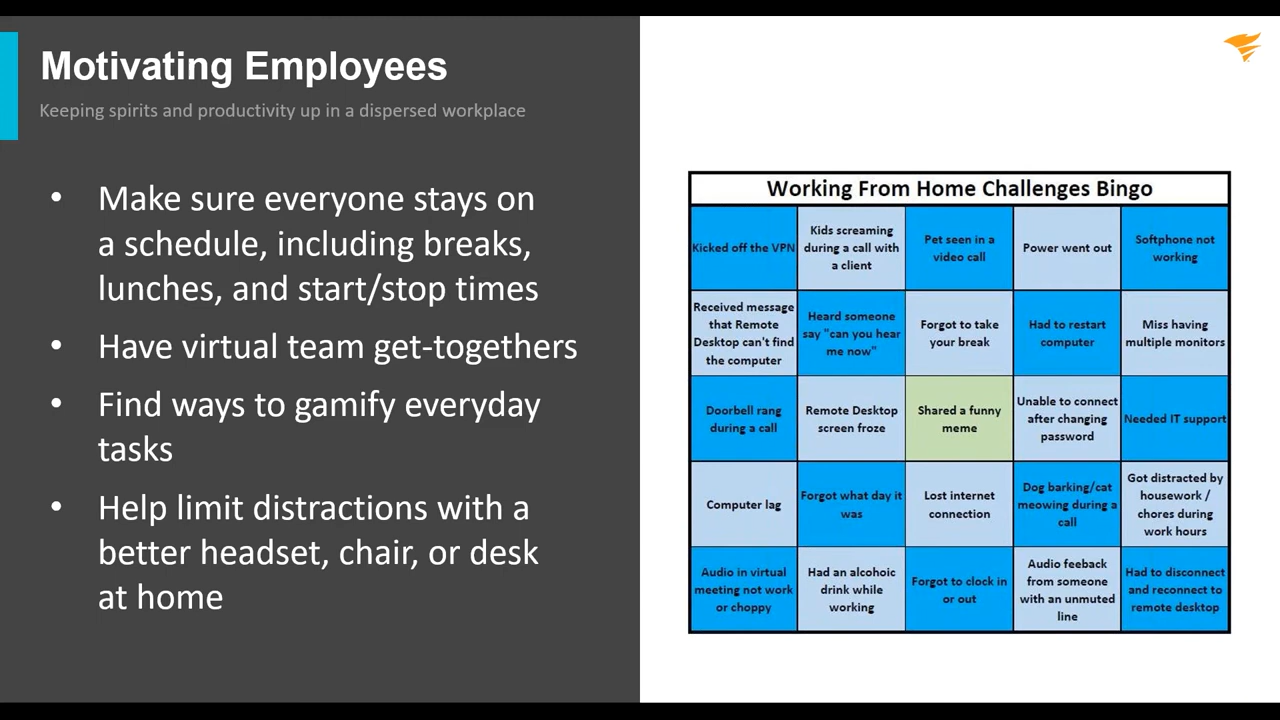 Motivating Employees
Keeping spirits and productivity up in a dispersed workplace
• Make sure everyone stays on
a schedule, including breaks,
lunches, and start/stop times
• Have virtual team get-togethers
• Find ways to gamify everyday
tasks
• Help limit distractions with a
better headset, chair, or desk
at home
Working From Home Challenges Bingo
Kicked off the VPN
Kids screaming
during a call with
a client
Pet seen in a
video call
Power went out
Softphone not
working
Received message
that Remote
Desktop can't find
the computer
Heard someone
say "can you hear
me now"
Forgot to take
your break
Had to restart
computer
Miss having
multiple monitors
Doorbell rang
during a call
Remote Desktop
screen froze
Shared a funny
meme
Unable to connect
after changing
password
Needed IT support
Computer lag
Forgot what day it
was
Lost internet
connection
Dog barking/cat
meowing during a
call
Got distracted by
housework /
chores during
work hours
Audio in virtual
meeting not work
or choppy
Had an alcohoic
drink while
working
Forgot to clock in
or out
Audio feeback
from someone
with an unmuted
line
Had to disconnect
and reconnect to
remote desktop